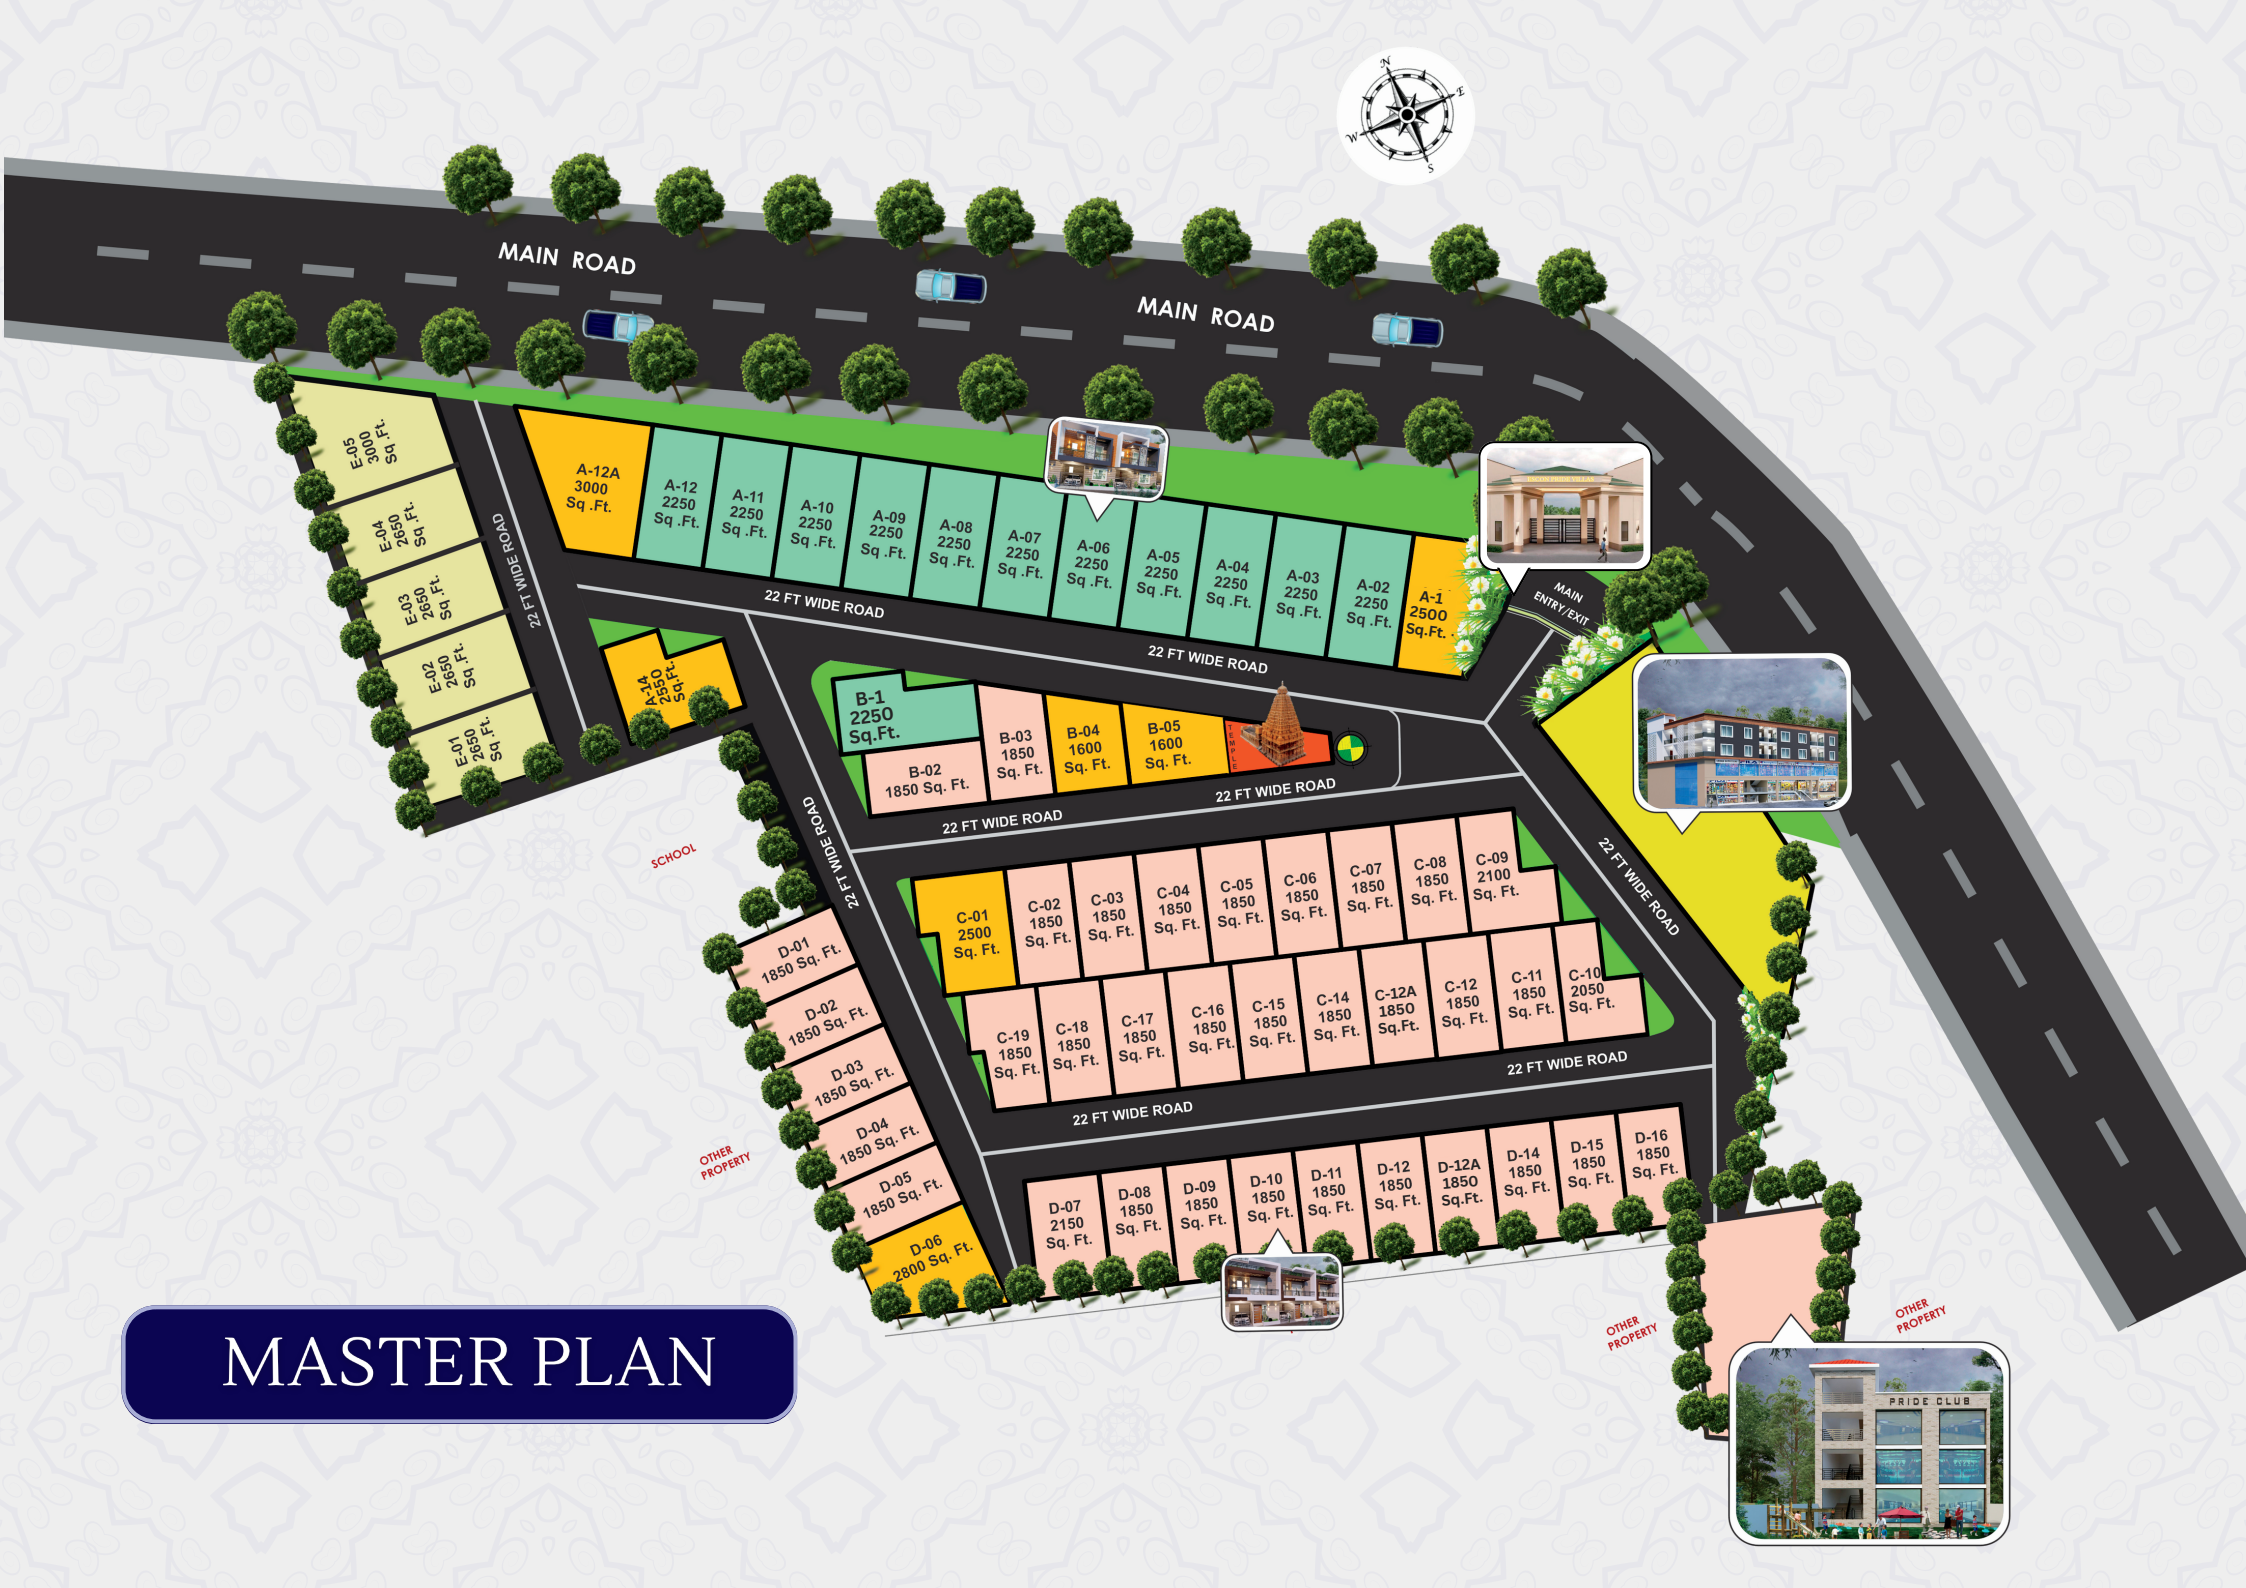 N
E
W
S
MAIN ROAD
MAIN ROAD
E-05
3000
Sq .Ft.
E-04
2650
Sq .Ft.
E-03
2650
Sq .Ft.
E-02
2650
Sq .Ft.
E-01
2650
Sq .Ft.
22 FT WIDE ROAD
A-12A
3000
Sq .Ft.
A-12
2250
Sq .Ft.
A-11
2250
Sq .Ft.
A-10
2250
Sq .Ft.
A-09
2250
Sq .Ft.
A-08
2250
Sq .Ft.
A-07
2250
Sq .Ft.
A-06
2250
Sq .Ft.
A-05
2250
Sq .Ft.
A-04
2250
Sq .Ft.
A-03
2250
Sq .Ft.
A-02
2250
Sq .Ft.
A-1
2500
Sq.Ft. .
ESCON PRIDE VILLAS
MAIN
ENTRY/EXIT
22 FT WIDE ROAD
22 FT WIDE ROAD
A-14
2550
Sq.Ft.
B-1
2250
Sq.Ft.
B-02
1850 Sq. Ft.
B-03
1850
Sq. Ft.
B-04
1600
Sq. Ft.
B-05
1600
Sq. Ft.
TEMPLE
22 FT WIDE ROAD
22 FT WIDE ROAD
22 FT WIDE ROAD
22 FT WIDE ROAD
SCHOOL
C-01
2500
Sq. Ft.
C-02
1850
Sq. Ft.
C-03
1850
Sq. Ft.
C-04
1850
Sq. Ft.
C-05
1850
Sq. Ft.
C-06
1850
Sq. Ft.
C-07
1850
Sq. Ft.
C-08
1850
Sq. Ft.
C-09
2100
Sq. Ft.
C-19
1850
Sq. Ft.
C-18
1850
Sq. Ft.
C-17
1850
Sq. Ft.
C-16
1850
Sq. Ft.
C-15
1850
Sq. Ft.
C-14
1850
Sq. Ft.
C-12A
1850
Sq.Ft.
C-12
1850
Sq. Ft.
C-11
1850
Sq. Ft.
C-10
2050
Sq. Ft.
22 FT WIDE ROAD
22 FT WIDE ROAD
D-01
1850 Sq. Ft.
D-02
1850 Sq. Ft.
D-03
1850 Sq. Ft.
D-04
1850 Sq. Ft.
D-05
1850 Sq. Ft.
D-06
2800 Sq. Ft.
OTHER
PROPERTY
D-07
2150
Sq. Ft.
D-08
1850
Sq. Ft.
D-09
1850
Sq. Ft.
D-10
1850
Sq. Ft.
D-11
1850
Sq. Ft.
D-12
1850
Sq. Ft.
D-12A
1850
Sq.Ft.
D-14
1850
Sq. Ft.
D-15
1850
Sq. Ft.
D-16
1850
Sq. Ft.
OTHER
PROPERTY
OTHER
PROPERTY
PRIDE CLUB
MASTER PLAN